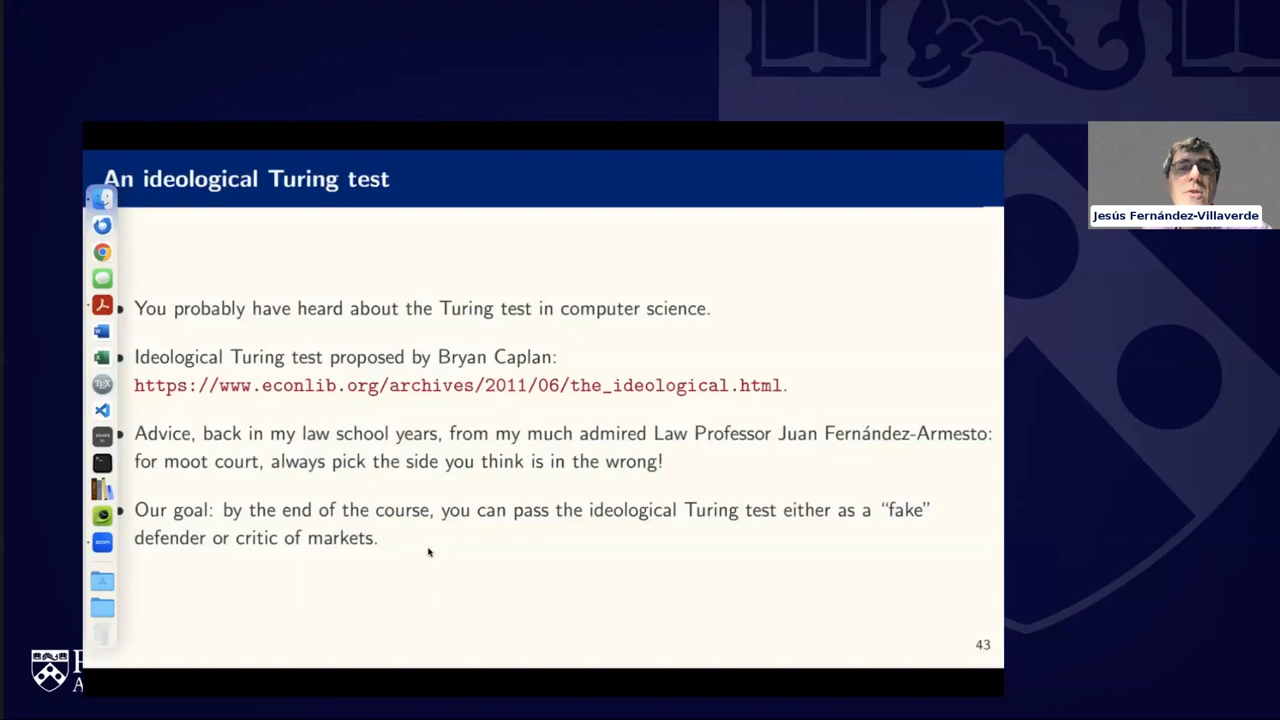 An ideological Turing test
You probably have heard about the Turing test in computer science.
Ideological Turing test proposed by Bryan Caplan:
https://www.econlib.org/archives/2011/06/the_ideological.html.
Advice, back in my law school years, from my much admired Law Professor Juan Fernández-Armesto:
for moot court, always pick the side you think is in the wrong!
Our goal: by the end of the course, you can pass the ideological Turing test either as a “fake”
defender or critic of markets.
43
Jesús Fernández-Villaverde
TEX
zoom
A